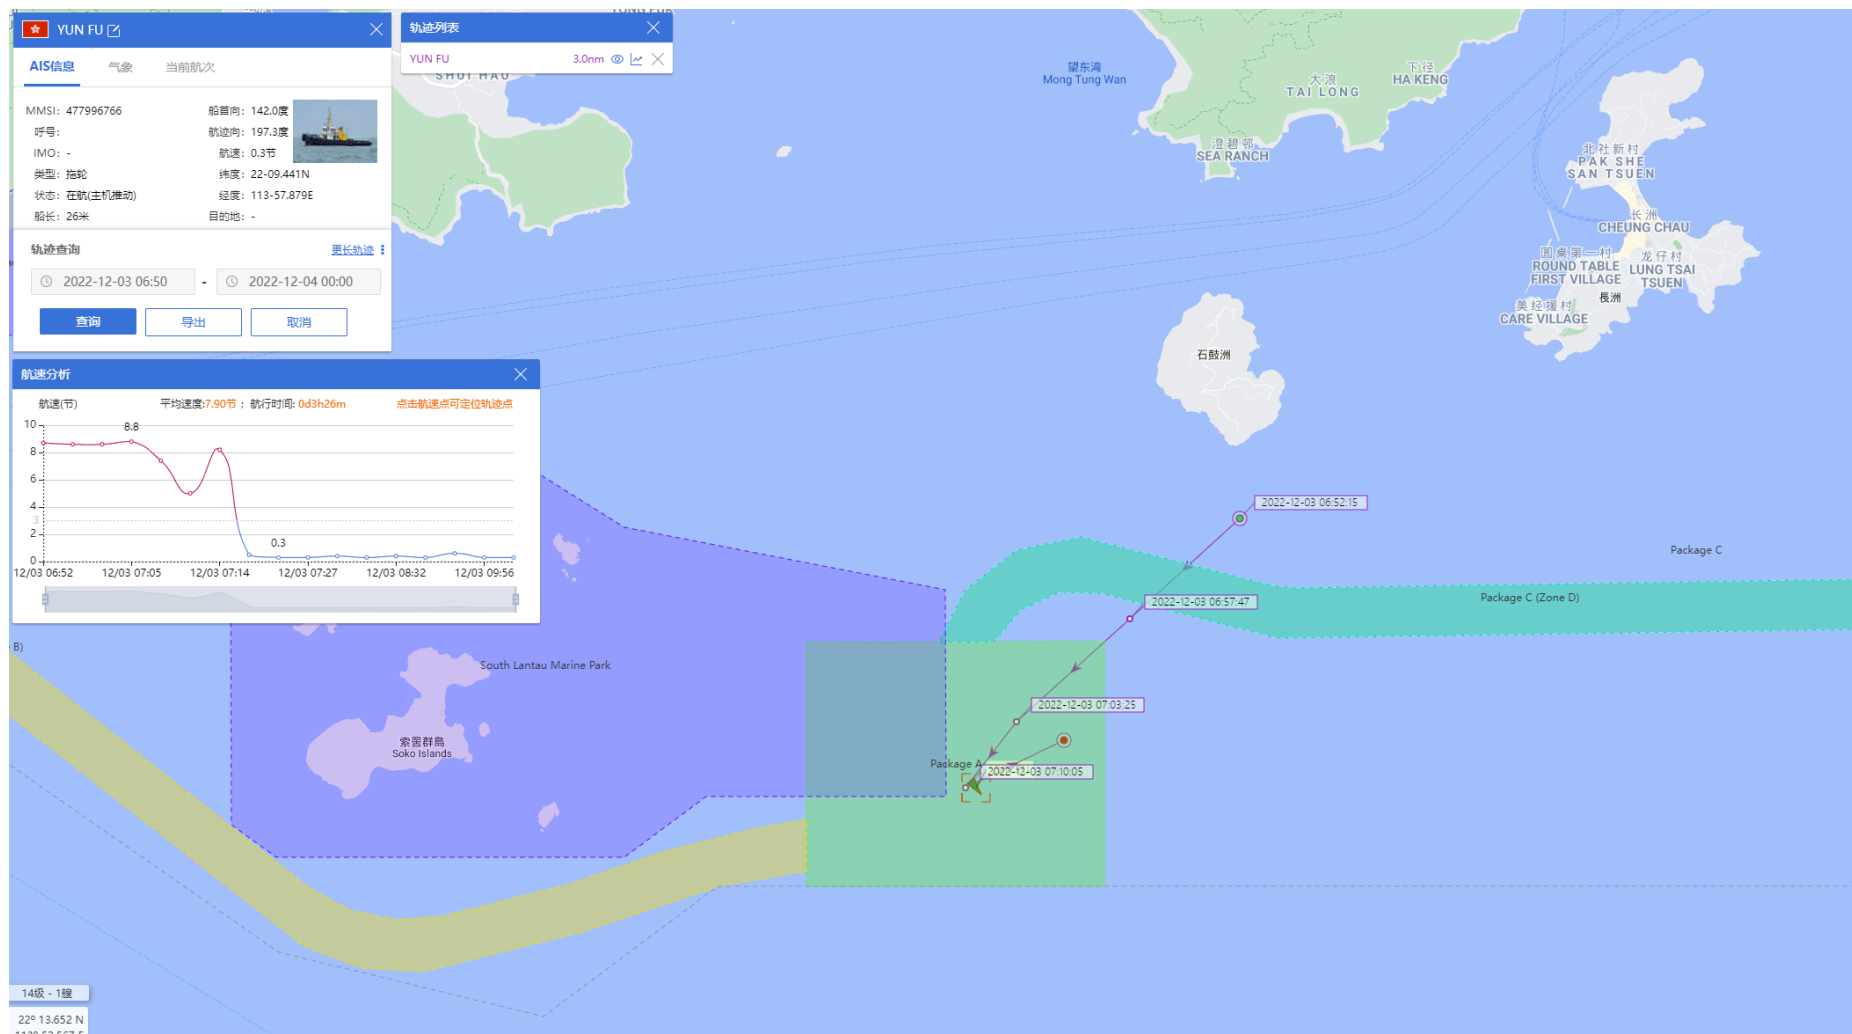 YUN FU
AIS信息
气象
当前航次
MMSI: 477996766
船首向: 142.0度
呼号:
航迹向: 197.3度
IMO: -
航速: 0.3节
类型: 拖轮
纬度: 22-09.441N
状态: 在航(主机推动)
经度: 113-57.879E
船长: 26米
目的地: -
轨迹查询
更长轨迹
2022-12-03 06:50 - 2022-12-04 00:00
查询
导出
取消
轨迹列表
YUN FU 3.0nm
SHUI HAU
航速分析
航速(节)
平均速度:7.90节 ; 航行时间: 0d3h26m
点击航速点可定位轨迹点
10
8.8
8
6
4
3
2
0.3
0
12/03 06:52
12/03 07:05
12/03 07:14
12/03 07:27
12/03 08:32
12/03 09:56
望东湾
Mong Tung Wan
大浪
TAI LONG
下径
HA KENG
澄碧邨
SEA RANCH
北社新村
PAK SHE
SAN TSUEN
长洲
CHEUNG CHAU
圆桌第一村
ROUND TABLE
FIRST VILLAGE
龙仔村
LUNG TSAI
TSUEN
長洲
美经援村
CARE VILLAGE
石鼓洲
2022-12-03 06:52:15
Package C
Package C (Zone D)
2022-12-03 06:57:47
B)
South Lantau Marine Park
2022-12-03 07:03:25
索罟群島
Soko Islands
Package A
2022-12-03 07:10:05
14级 - 1艘
22º 13.652 N